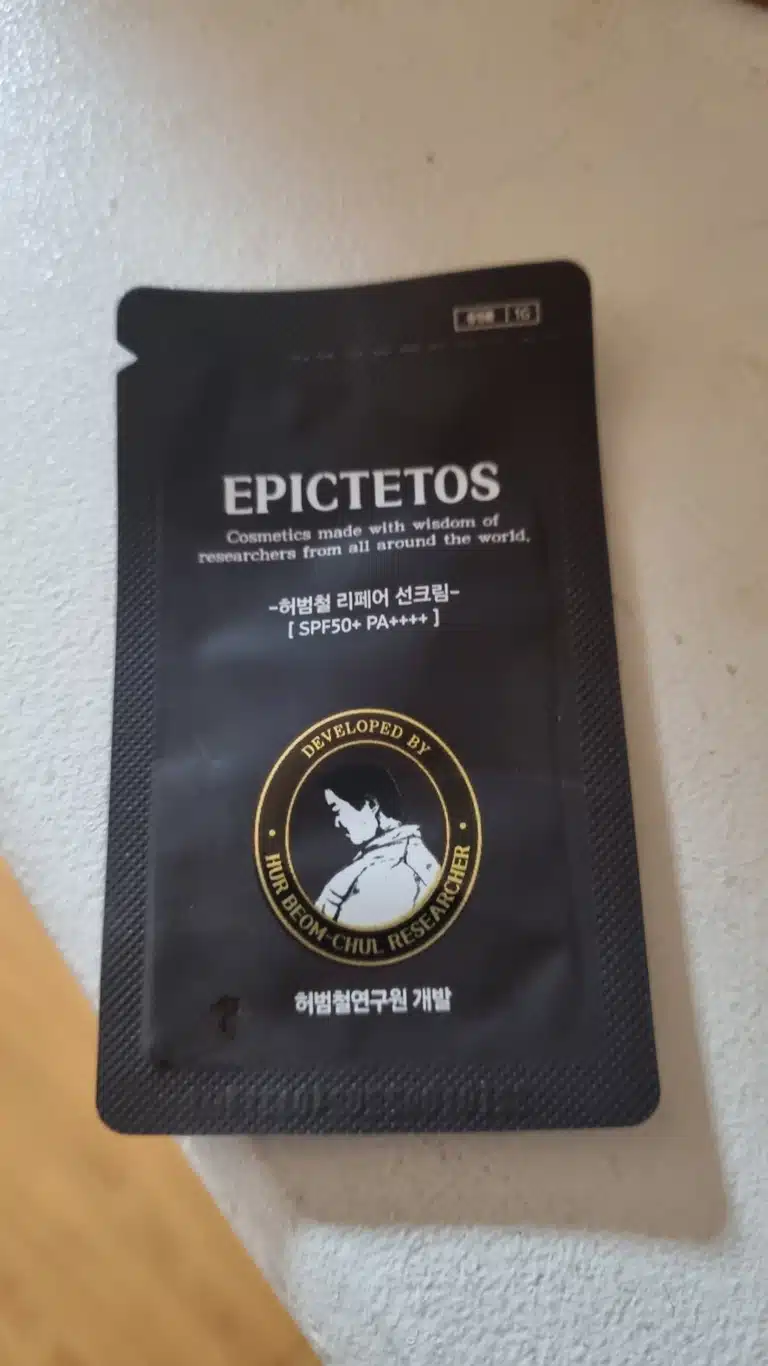 1G
EPICTETOS
Cosmetics made with wisdom of
researchers from all around the world.
-허범철 리페어 선크림-
[ SPF50+ PA++++ ]
DEVELOPED BY
HUR BEOM-CHUL RESEARCHER
허범철연구원 개발